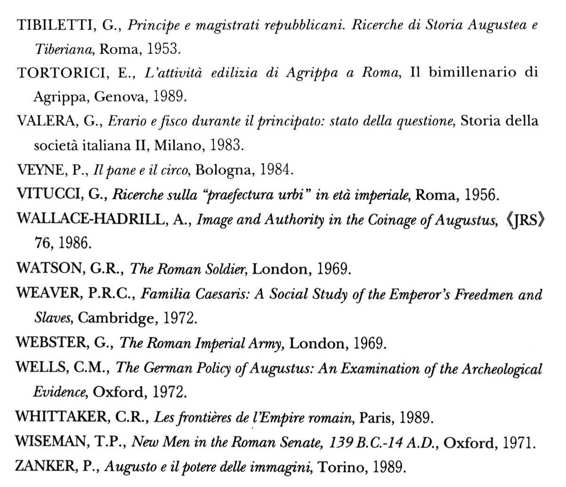 TIBILETTI, G., Principe e magistrati repubblicani. Ricerche di Storia Augustea e
Tiberiana, Roma, 1953.
TORTORICI, E., L'attività edilizia di Agrippa a Roma, Il bimillenario di
Agrippa, Genova, 1989.
VALERA, G., Erario e fisco durante il principato: stato della questione, Storia della
società italiana II, Milano, 1983.
VEYNE, P., Il pane e il circo, Bologna, 1984.
VITUCCI, G., Ricerche sulla "praefectura urbi" in età imperiale, Roma, 1956.
WALLACE-HADRILL, A., Image and Authority in the Coinage of Augustus, 《JRS》
76, 1986.
WATSON, G.R., The Roman Soldier, London, 1969.
WEAVER, P.R.C., Familia Caesaris: A Social Study of the Emperor's Freedmen and
Slaves, Cambridge, 1972.
WEBSTER, G., The Roman Imperial Army, London, 1969.
WELLS, C.M., The German Policy of Augustus: An Examination of the Archeological
Evidence, Oxford, 1972.
WHITTAKER, C.R., Les frontières de l'Empire romain, Paris, 1989.
WISEMAN, T.P., New Men in the Roman Senate, 139 B.C.-14 A.D., Oxford, 1971.
ZANKER, P., Augusto e il potere delle immagini, Torino, 1989.